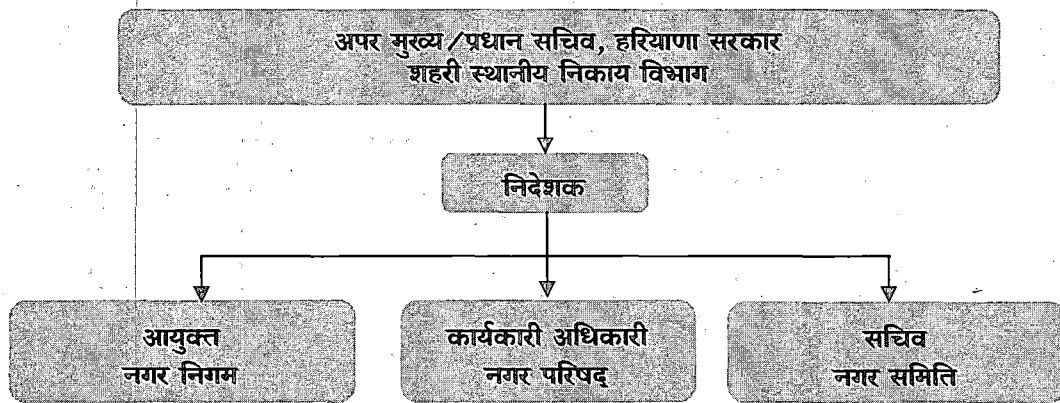 अपर मुख्य/प्रधान सचिव, हरियाणा सरकार
शहरी स्थानीय निकाय विभाग
निदेशक
आयुक्त
नगर निगम
कार्यकारी अधिकारी
नगर परिषद्
सचिव
नगर समिति